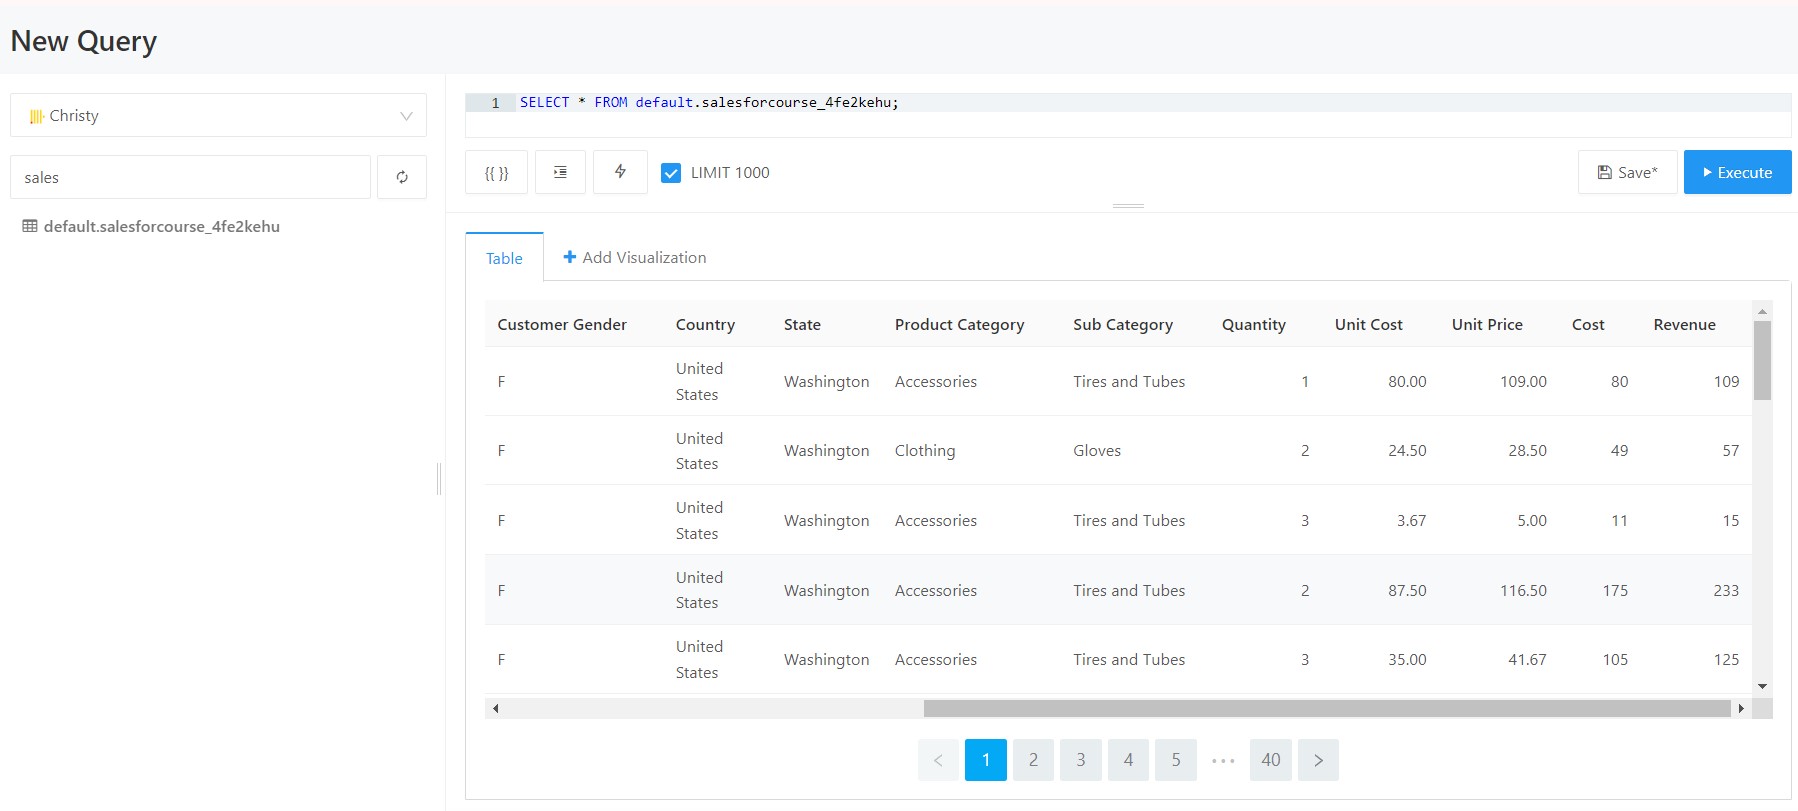 New Query
Christy
sales
default.salesforcourse_4fe2kehu
1 SELECT * FROM default.salesforcourse_4fe2kehu;
{{ }} LIMIT 1000 Save* Execute
Table Add Visualization
Customer Gender Country State Product Category Sub Category Quantity Unit Cost Unit Price Cost Revenue
F United States Washington Accessories Tires and Tubes 1 80.00 109.00 80 109
F United States Washington Clothing Gloves 2 24.50 28.50 49 57
F United States Washington Accessories Tires and Tubes 3 3.67 5.00 11 15
F United States Washington Accessories Tires and Tubes 2 87.50 116.50 175 233
F United States Washington Accessories Tires and Tubes 3 35.00 41.67 105 125
< 1 2 3 4 5 ••• 40 >